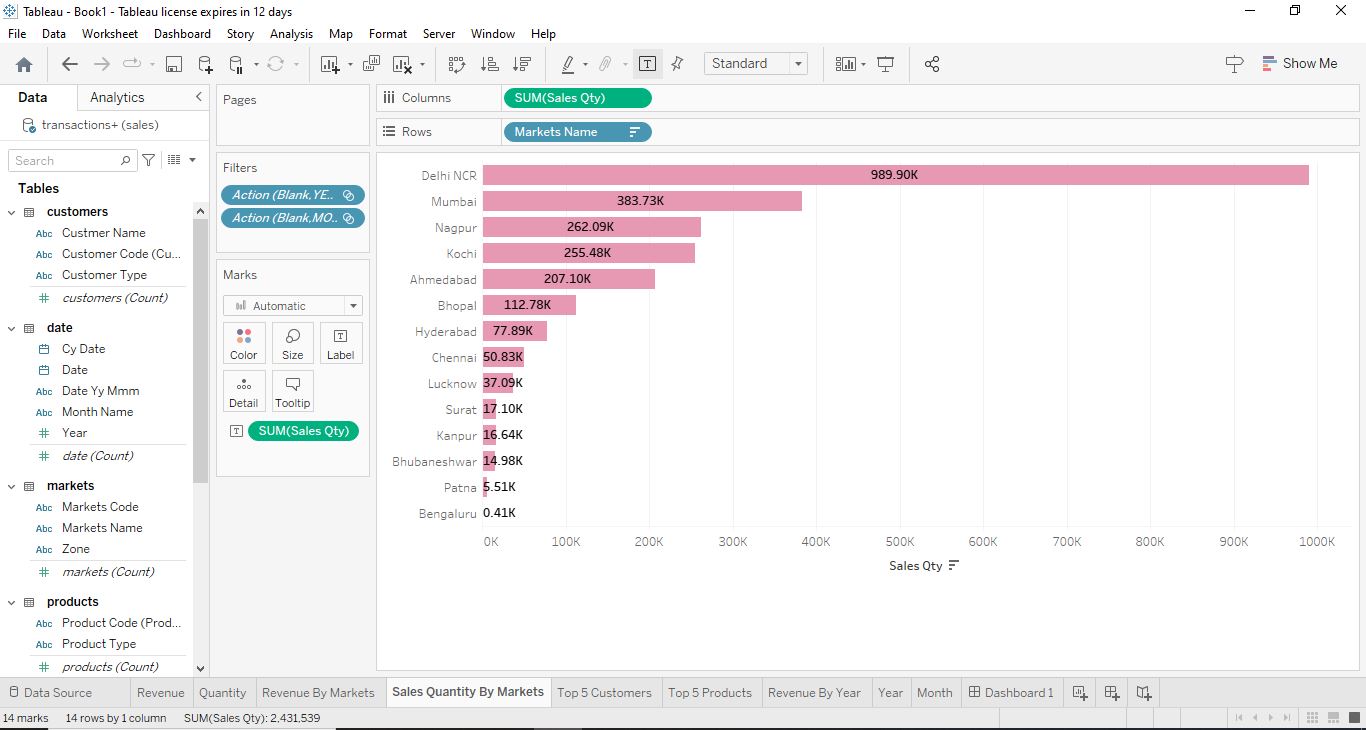 Tableau - Book1 - Tableau license expires in 12 days
File Data Worksheet Dashboard Story Analysis Map Format Server Window Help
Standard
Show Me
Data Analytics
transactions+ (sales)
Search
Tables
customers
Abc Custmer Name
Abc Customer Code (Cu...
Abc Customer Type
# customers (Count)
date
Cy Date
Date
Abc Date Yy Mmm
Abc Month Name
# Year
# date (Count)
markets
Abc Markets Code
Abc Markets Name
Abc Zone
# markets (Count)
products
Abc Product Code (Prod...
Abc Product Type
# products (Count)
Pages
Filters
Action (Blank,YE..
Action (Blank,MO..
Marks
Automatic
Color Size T Label
Detail Tooltip
T SUM(Sales Qty)
Columns SUM(Sales Qty)
Rows Markets Name
Delhi NCR 989.90K
Mumbai 383.73K
Nagpur 262.09K
Kochi 255.48K
Ahmedabad 207.10K
Bhopal 112.78K
Hyderabad 77.89K
Chennai 50.83K
Lucknow 37.09K
Surat 17.10K
Kanpur 16.64K
Bhubaneshwar 14.98K
Patna 5.51K
Bengaluru 0.41K
0K 100K 200K 300K 400K 500K 600K 700K 800K 900K 1000K
Sales Qty
Data Source Revenue Quantity Revenue By Markets Sales Quantity By Markets Top 5 Customers Top 5 Products Revenue By Year Year Month Dashboard 1
14 marks 14 rows by 1 column SUM(Sales Qty): 2,431,539